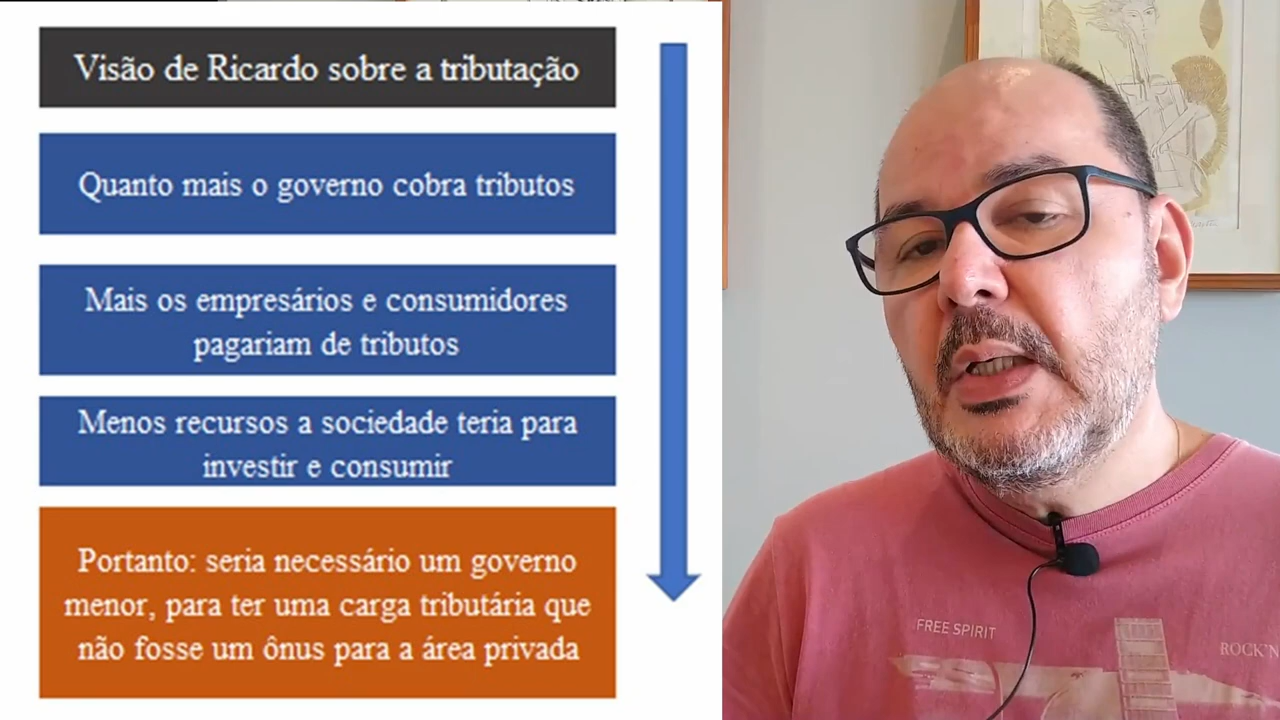 Visão de Ricardo sobre a tributação
Quanto mais o governo cobra tributos
Mais os empresários e consumidores
pagariam de tributos
Menos recursos a sociedade teria para
investir e consumir
Portanto: seria necessário um governo
menor, para ter uma carga tributária que
não fosse um ônus para a área privada
FREE SPIRIT
ROCK'N